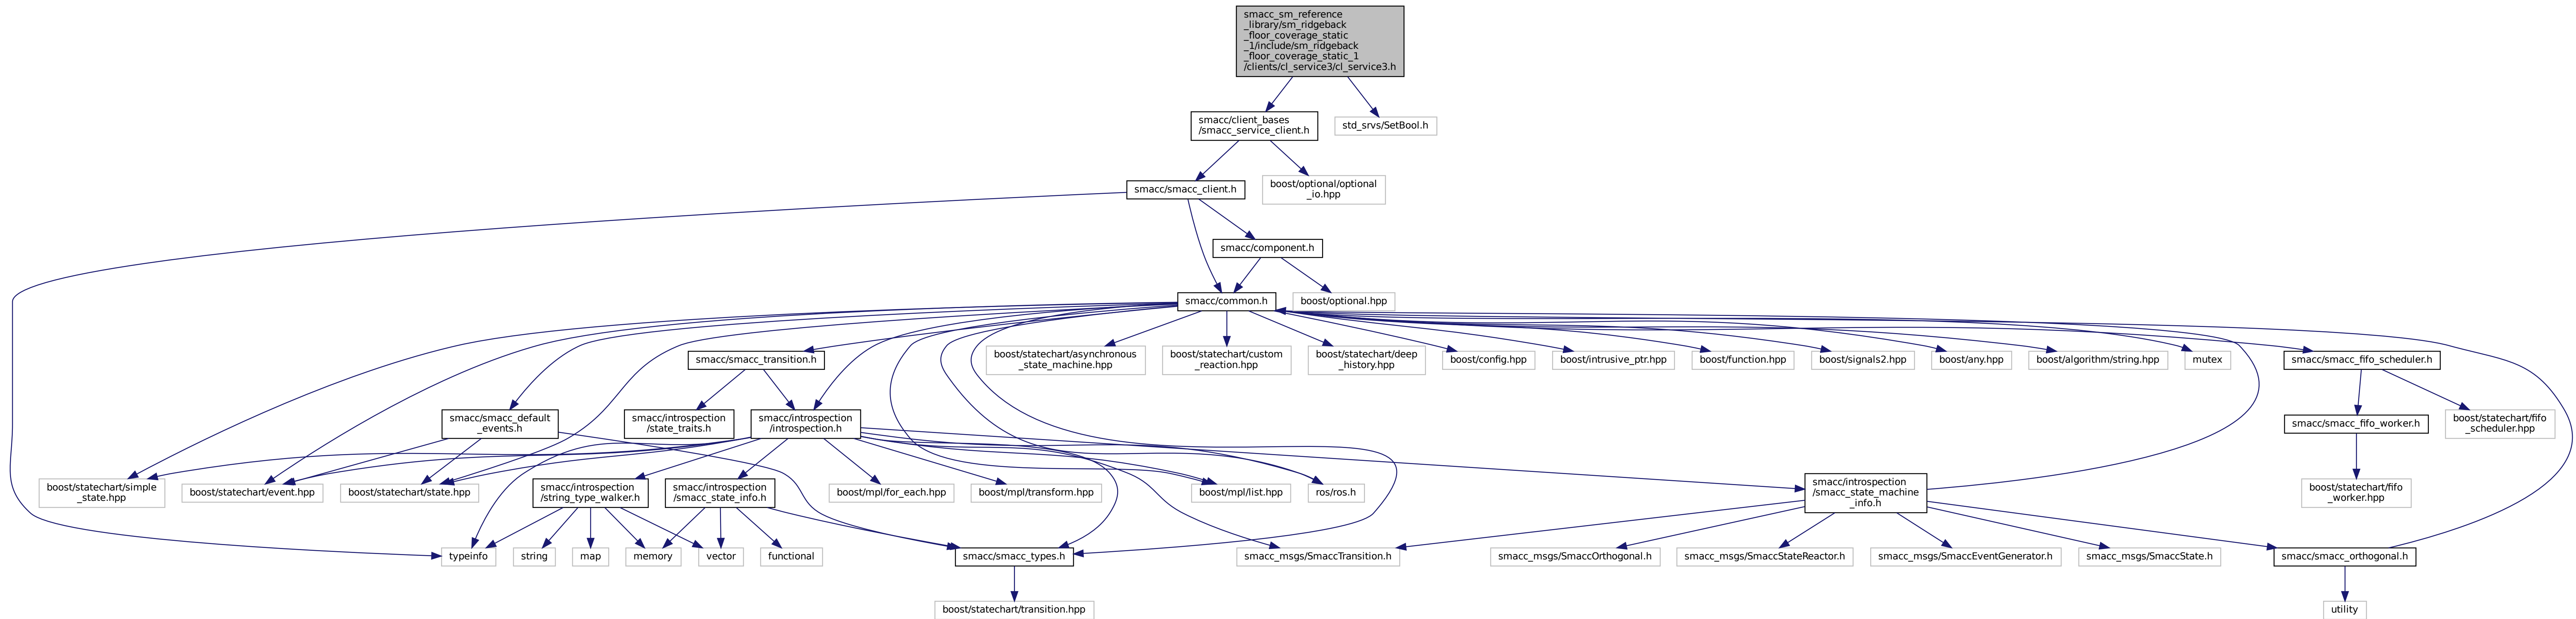 smacc_sm_reference
_library/sm_ridgeback
_floor_coverage_static
_1/include/sm_ridgeback
_floor_coverage_static_1
/clients/cl_service3/cl_service3.h
smacc/client_bases
/smacc_service_client.h
std_srvs/SetBool.h
smacc/smacc_client.h
boost/optional/optional
_io.hpp
smacc/component.h
smacc/common.h
boost/optional.hpp
smacc/smacc_transition.h
boost/statechart/asynchronous
_state_machine.hpp
boost/statechart/custom
_reaction.hpp
boost/statechart/deep
_history.hpp
boost/config.hpp
boost/intrusive_ptr.hpp
boost/function.hpp
boost/signals2.hpp
boost/any.hpp
boost/algorithm/string.hpp
mutex
smacc/smacc_fifo_scheduler.h
smacc/smacc_default
_events.h
smacc/introspection
/state_traits.h
smacc/introspection
/introspection.h
smacc/smacc_fifo_worker.h
boost/statechart/fifo
_scheduler.hpp
boost/statechart/simple
_state.hpp
boost/statechart/event.hpp
boost/statechart/state.hpp
smacc/introspection
/string_type_walker.h
smacc/introspection
/smacc_state_info.h
boost/mpl/for_each.hpp
boost/mpl/transform.hpp
boost/mpl/list.hpp
ros/ros.h
smacc/introspection
/smacc_state_machine
_info.h
boost/statechart/fifo
_worker.hpp
typeinfo
string
map
memory
vector
functional
smacc/smacc_types.h
smacc_msgs/SmaccTransition.h
smacc_msgs/SmaccOrthogonal.h
smacc_msgs/SmaccStateReactor.h
smacc_msgs/SmaccEventGenerator.h
smacc_msgs/SmaccState.h
smacc/smacc_orthogonal.h
boost/statechart/transition.hpp
utility